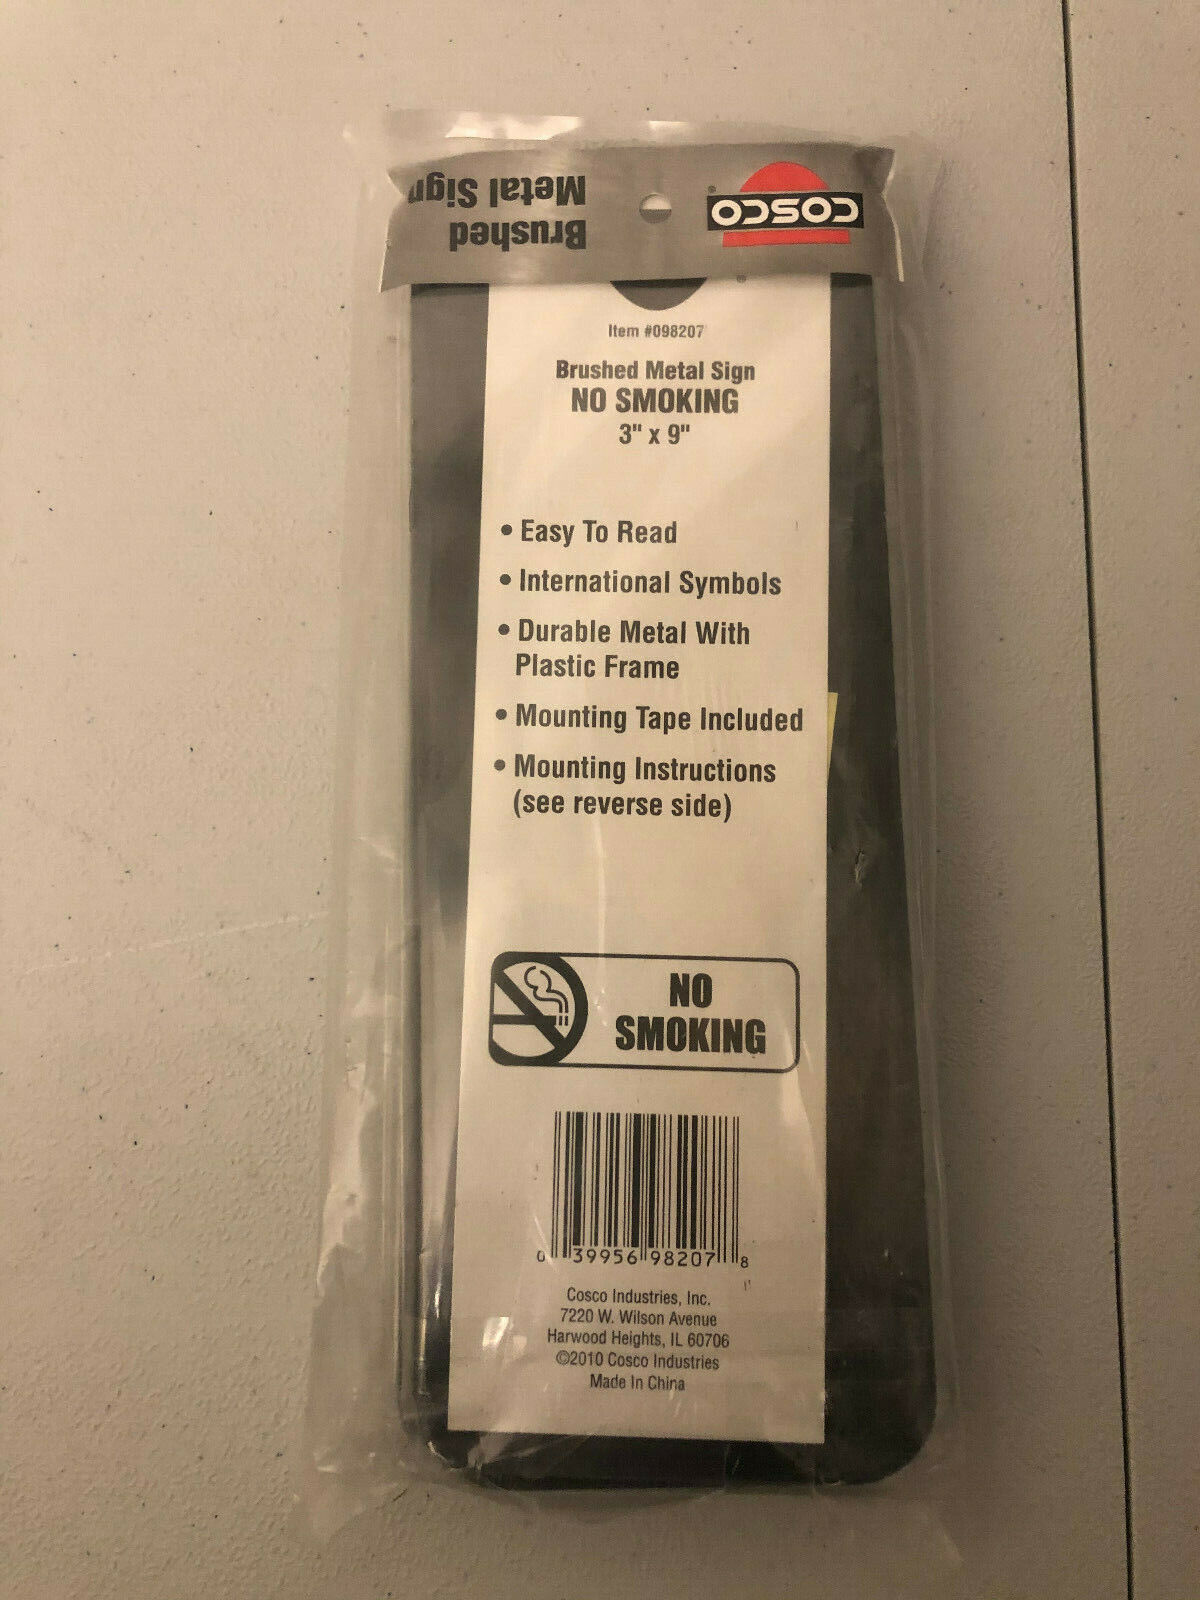 Brushed
Metal Sign
COSCO
®
®
Item #098207
Brushed Metal Sign
NO SMOKING
3" x 9"
• Easy To Read
• International Symbols
• Durable Metal With
Plastic Frame
• Mounting Tape Included
• Mounting Instructions
(see reverse side)
NO
SMOKING
0 39956 98207 8
Cosco Industries, Inc.
7220 W. Wilson Avenue
Harwood Heights, IL 60706
©2010 Cosco Industries
Made In China